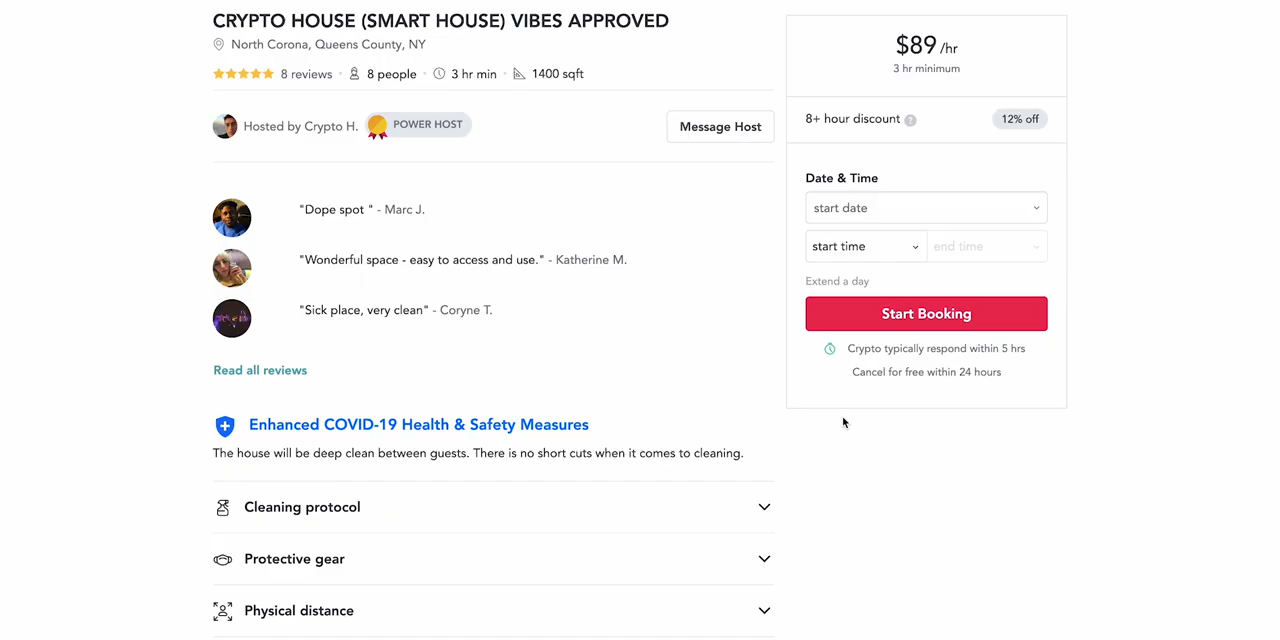 CRYPTO HOUSE (SMART HOUSE) VIBES APPROVED
North Corona, Queens County, NY
8 reviews · 8 people · 3 hr min · 1400 sqft
Hosted by Crypto H. POWER HOST
Message Host
"Dope spot " - Marc J.
"Wonderful space - easy to access and use." - Katherine M.
"Sick place, very clean" - Coryne T.
Read all reviews
Enhanced COVID-19 Health & Safety Measures
The house will be deep clean between guests. There is no short cuts when it comes to cleaning.
Cleaning protocol
Protective gear
Physical distance
$89 /hr
3 hr minimum
8+ hour discount ? 12% off
Date & Time
start date
start time end time
Extend a day
Start Booking
Crypto typically respond within 5 hrs
Cancel for free within 24 hours